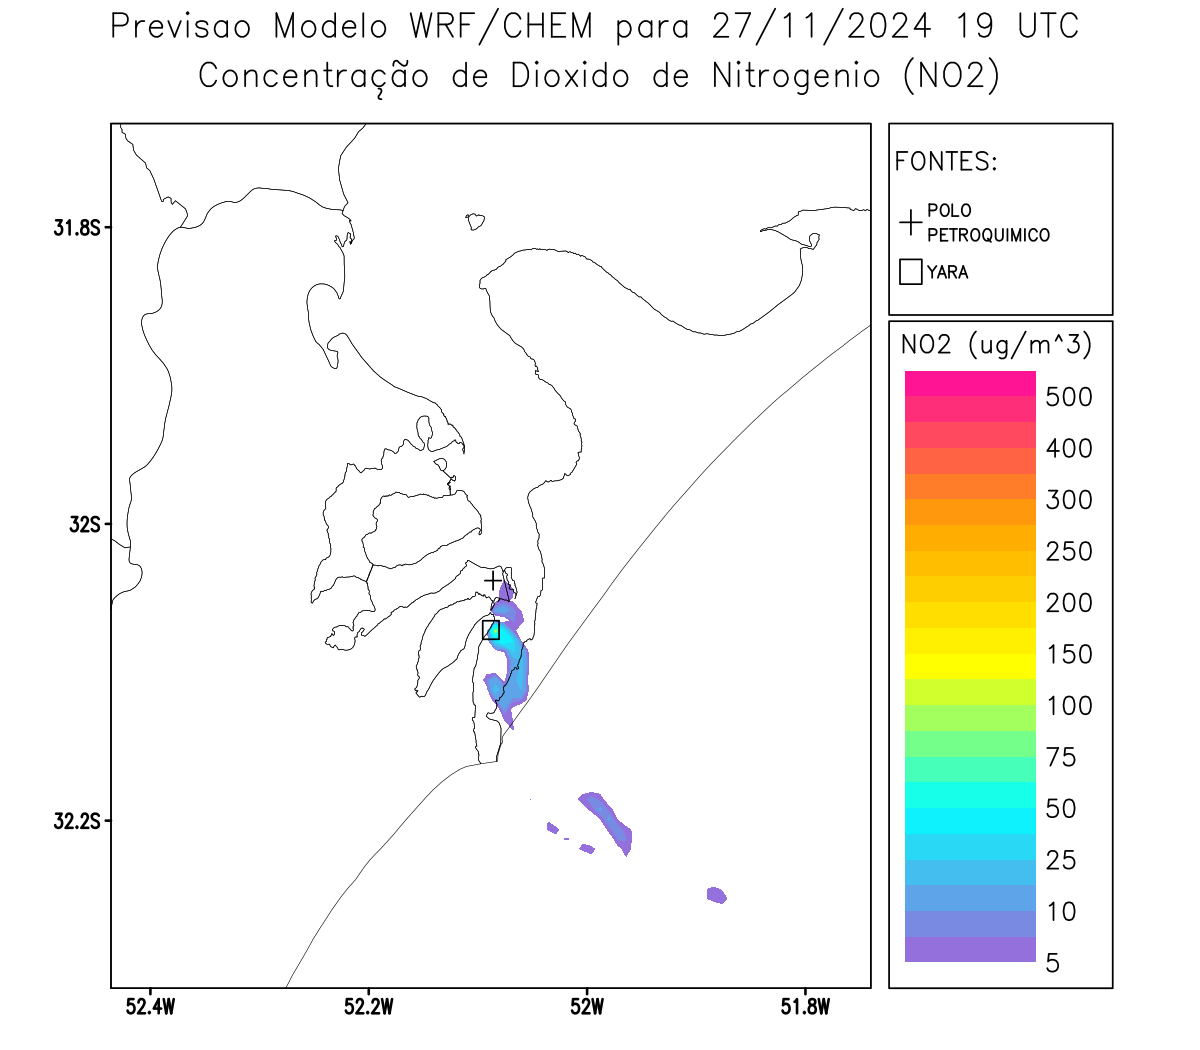 Previsao Modelo WRF/CHEM para 27/11/2024 19 UTC
Concentração de Dioxido de Nitrogenio (NO2)
FONTES:
POLO
PETROQUIMICO
YARA
NO2 (ug/m^3)
500
400
300
250
200
150
100
75
50
25
10
5
31.8S
32S
32.2S
52.4W 52.2W 52W 51.8W